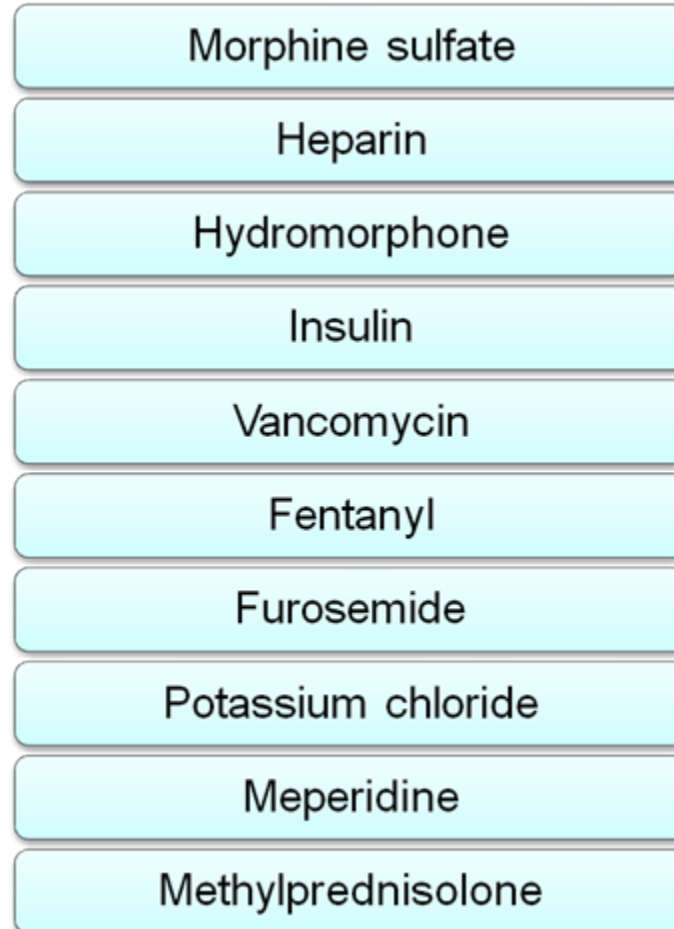 Morphine sulfate
Heparin
Hydromorphone
Insulin
Vancomycin
Fentanyl
Furosemide
Potassium chloride
Meperidine
Methylprednisolone